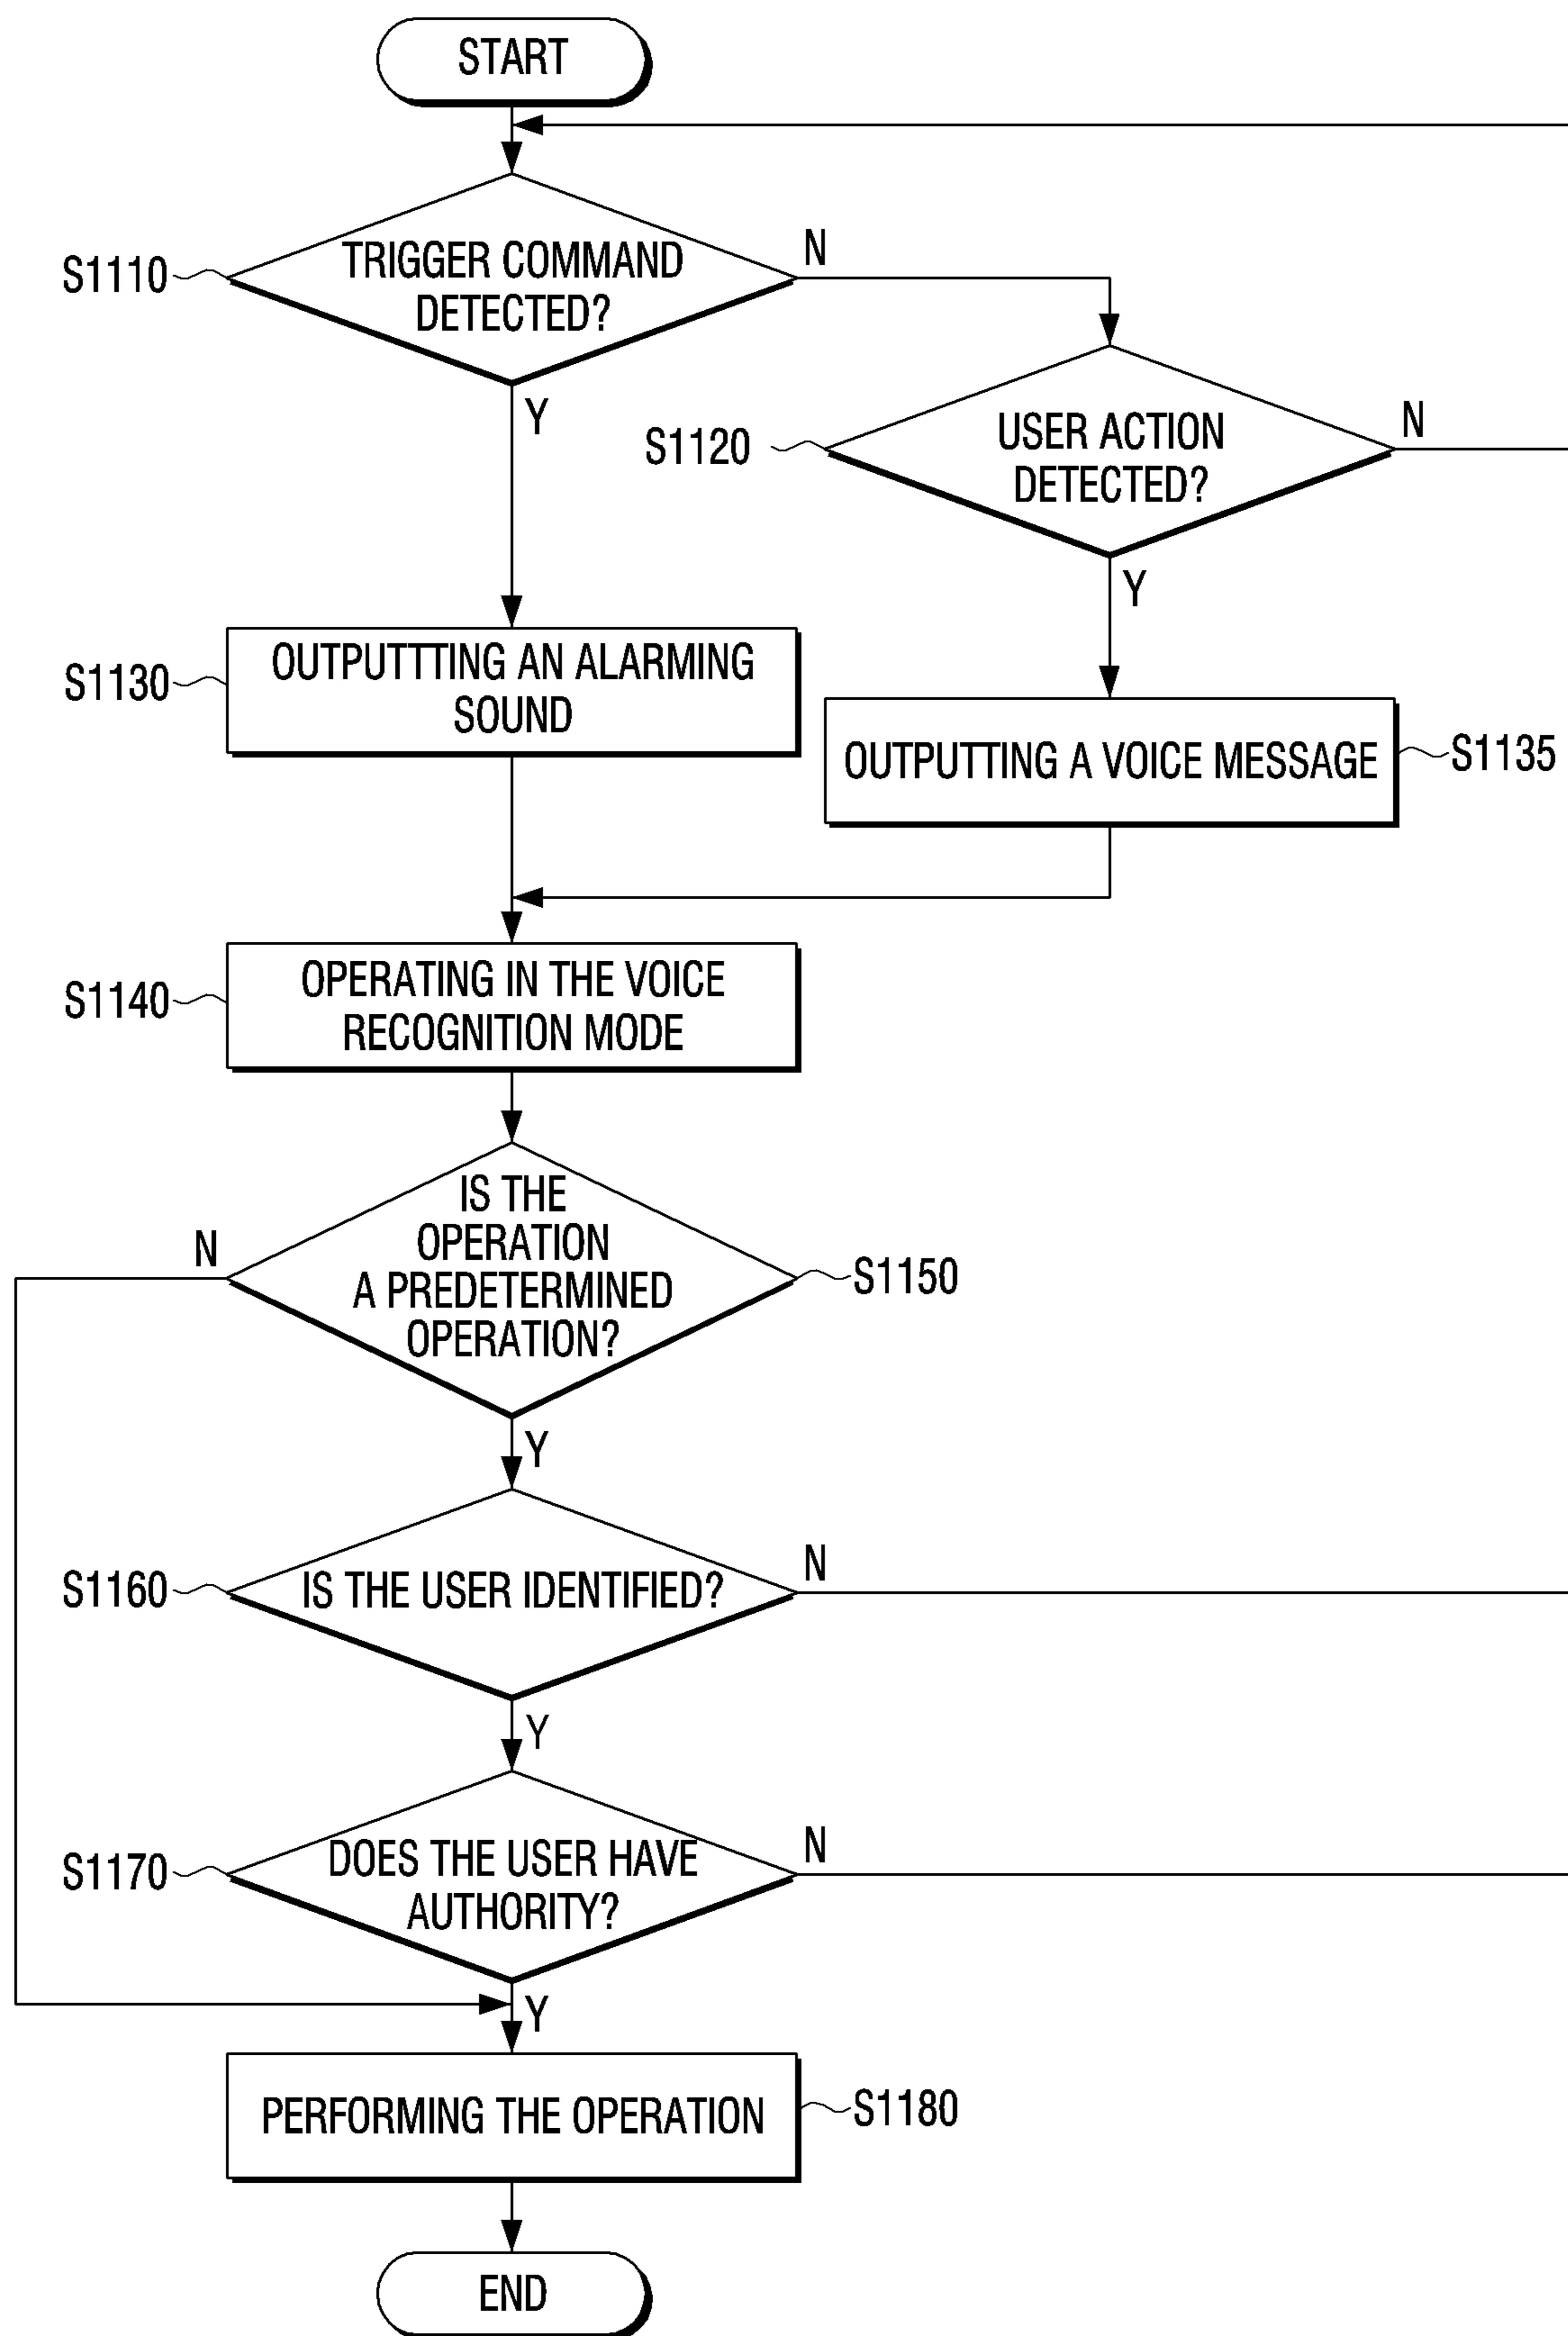 START
S1110
TRIGGER COMMAND
DETECTED?
N
Y
S1120
USER ACTION
DETECTED?
N
Y
S1130
OUTPUTTTING AN ALARMING
SOUND
OUTPUTTING A VOICE MESSAGE
S1135
S1140
OPERATING IN THE VOICE
RECOGNITION MODE
IS THE
OPERATION
A PREDETERMINED
OPERATION?
N
S1150
Y
S1160
IS THE USER IDENTIFIED?
N
Y
S1170
DOES THE USER HAVE
AUTHORITY?
N
Y
PERFORMING THE OPERATION
S1180
END